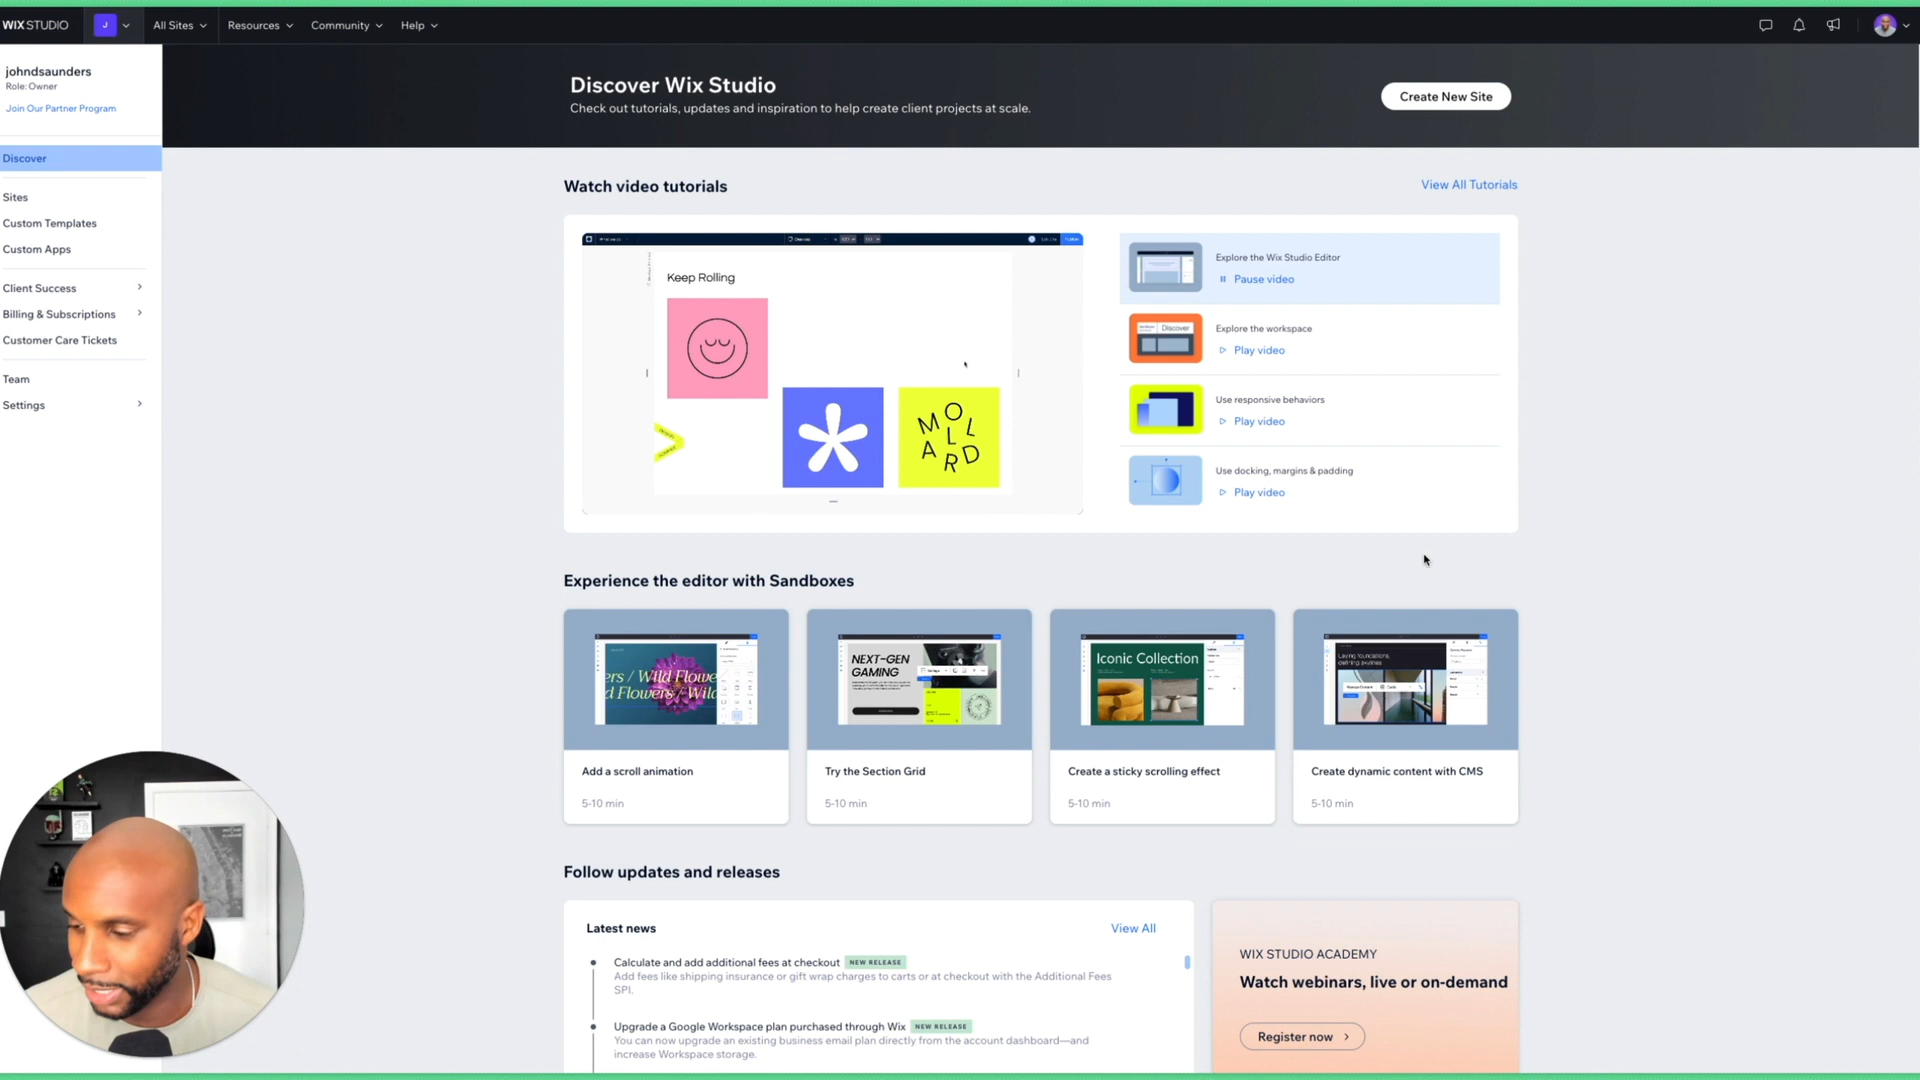 WIX STUDIO
J
All Sites
Resources
Community
Help
johndsaunders
Role: Owner
Join Our Partner Program
Discover
Sites
Custom Templates
Custom Apps
Client Success
Billing & Subscriptions
Customer Care Tickets
Team
Settings
Discover Wix Studio
Check out tutorials, updates and inspiration to help create client projects at scale.
Create New Site
Watch video tutorials
View All Tutorials
Keep Rolling
MOLLARD
Explore the Wix Studio Editor
Pause video
Discover
Explore the workspace
Play video
Use responsive behaviors
Play video
Use docking, margins & padding
Play video
Experience the editor with Sandboxes
ers / Wild Flowe
d Flowers / Wild
Add a scroll animation
5-10 min
NEXT-GEN
GAMING
Try the Section Grid
5-10 min
Iconic Collection
Create a sticky scrolling effect
5-10 min
Laying foundations,
defining skylines
Create dynamic content with CMS
5-10 min
Follow updates and releases
Latest news
View All
Calculate and add additional fees at checkout NEW RELEASE
Add fees like shipping insurance or gift wrap charges to carts or at checkout with the Additional Fees
SPI.
Upgrade a Google Workspace plan purchased through Wix NEW RELEASE
You can now upgrade an existing business email plan directly from the account dashboard—and
increase Workspace storage.
WIX STUDIO ACADEMY
Watch webinars, live or on-demand
Register now